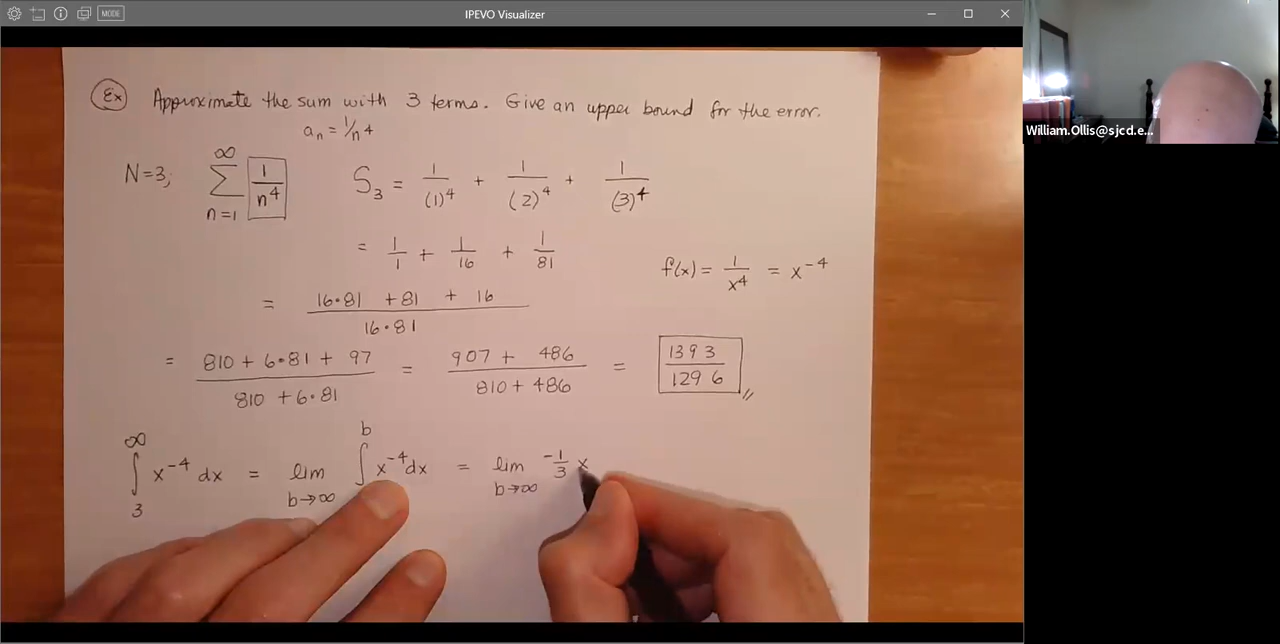 MODE
IPEVO Visualizer
William.Ollis@sjcd.e...
Ex Approximate the sum with 3 terms. Give an upper bound for the error.
aₙ = 1/n⁴
N=3; ∞ Σ n=1 1/n⁴ S₃ = 1/(1)⁴ + 1/(2)⁴ + 1/(3)⁴
= 1/1 + 1/16 + 1/81
f(x) = 1/x⁴ = x⁻⁴
= (16•81 + 81 + 16)/(16•81)
= (810 + 6•81 + 97)/(810 + 6•81) = (907 + 486)/(810 + 486) = 1393/1296 //
∫₃^∞ x⁻⁴ dx = lim b→∞ ∫^b x⁻⁴ dx = lim b→∞ -1/3 x